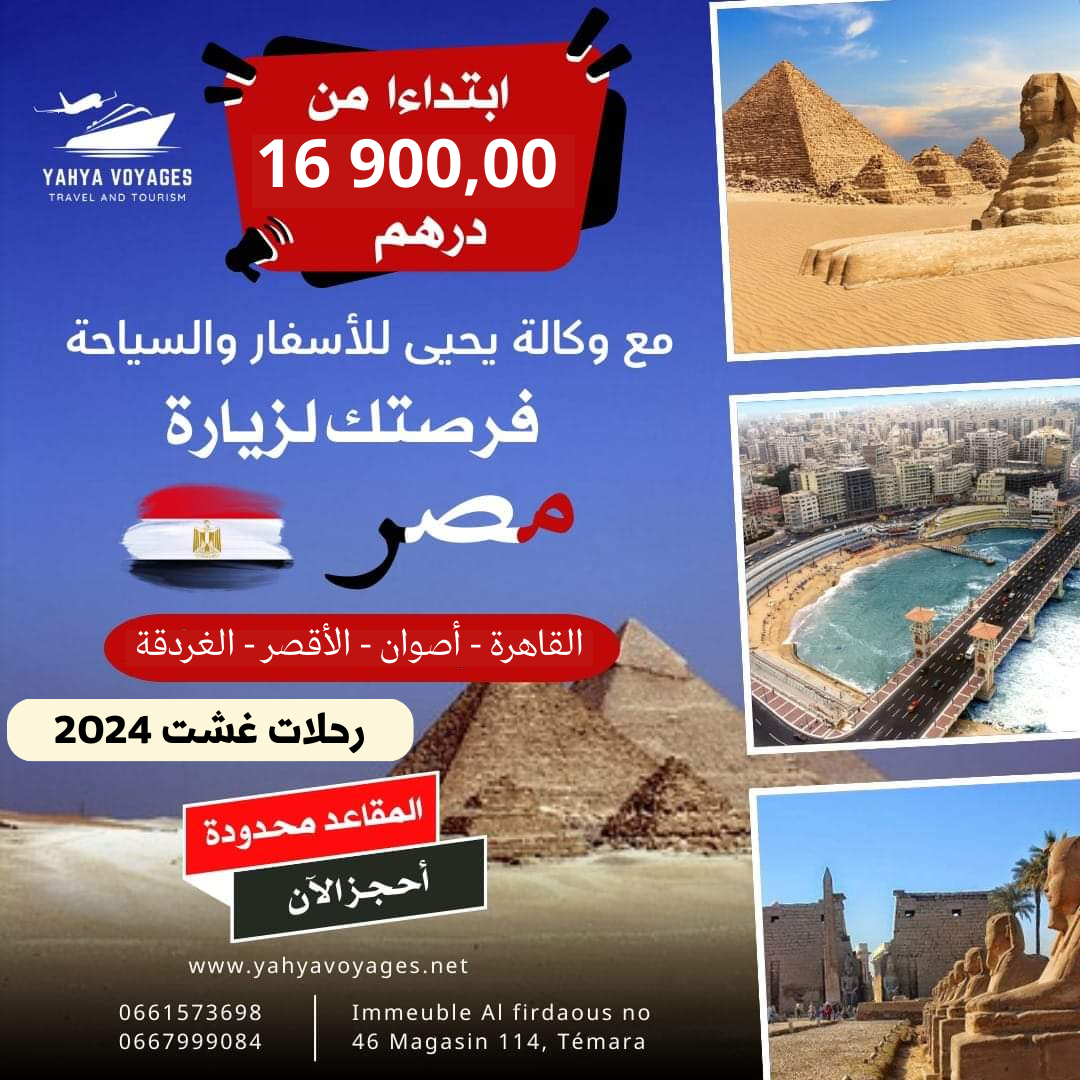 YAHYA VOYAGES
TRAVEL AND TOURISM
ابتداءا من
16 900,00
درهم
مع وكالة يحيى للأسفار والسياحة
فرصتك لزيارة
مصر
القاهرة - أصوان - الأقصر - الغردقة
رحلات غشت 2024
المقاعد محدودة
أحجز الآن
www.yahyavoyages.net
0661573698
0667999084
Immeuble Al firdaous no
46 Magasin 114, Témara